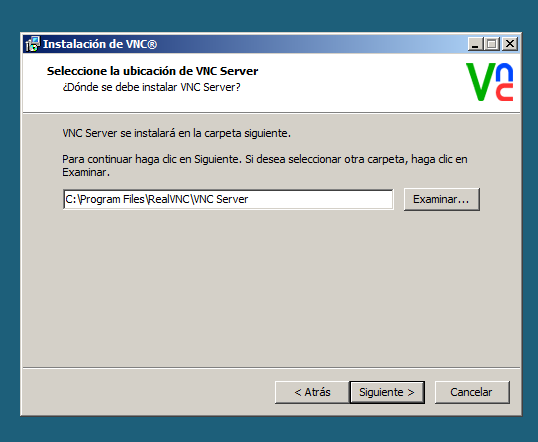 Instalación de VNC®
Seleccione la ubicación de VNC Server
¿Dónde se debe instalar VNC Server?
Vnc
VNC Server se instalará en la carpeta siguiente.
Para continuar haga clic en Siguiente. Si desea seleccionar otra carpeta, haga clic en
Examinar.
C:\Program Files\RealVNC\VNC Server
Examinar...
< Atrás
Siguiente >
Cancelar